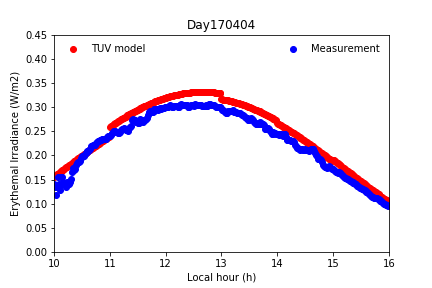 Day170404
TUV model
Measurement
Erythemal Irradiance (W/m2)
0.45
0.40
0.35
0.30
0.25
0.20
0.15
0.10
0.05
0.00
10 11 12 13 14 15 16
Local hour (h)